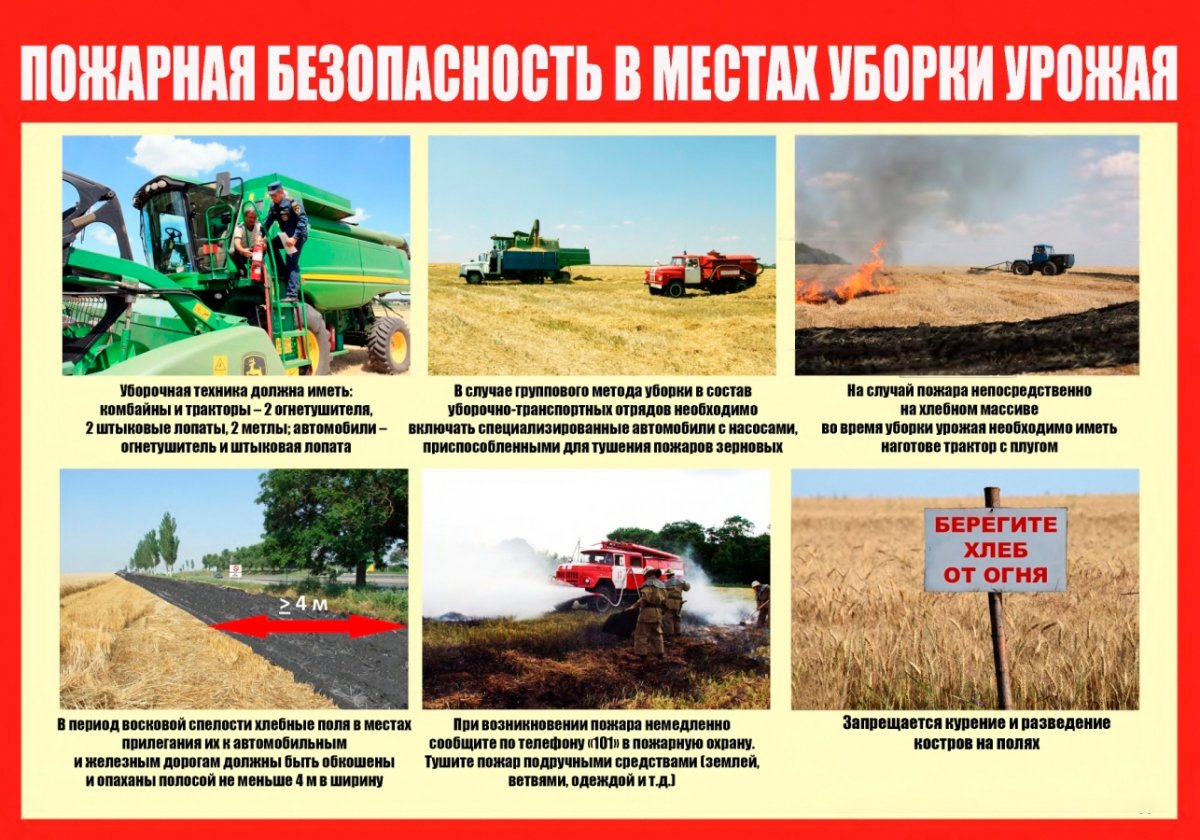 ПОЖАРНАЯ БЕЗОПАСНОСТЬ В МЕСТАХ УБОРКИ УРОЖАЯ
Уборочная техника должна иметь:
комбайны и тракторы – 2 огнетушителя,
2 штыковые лопаты, 2 метлы; автомобили –
огнетушитель и штыковая лопата
В случае группового метода уборки в состав
уборочно-транспортных отрядов необходимо
включать специализированные автомобили с насосами,
приспособленными для тушения пожаров зерновых
На случай пожара непосредственно
на хлебном массиве
во время уборки урожая необходимо иметь
наготове трактор с плугом
≥ 4 м
В период восковой спелости хлебные поля в местах
прилегания их к автомобильным
и железным дорогам должны быть обкошены
и опаханы полосой не меньше 4 м в ширину
При возникновении пожара немедленно
сообщите по телефону «101» в пожарную охрану.
Тушите пожар подручными средствами (землей,
ветвями, одеждой и т.д.)
БЕРЕГИТЕ
ХЛЕБ
ОТ ОГНЯ
Запрещается курение и разведение
костров на полях